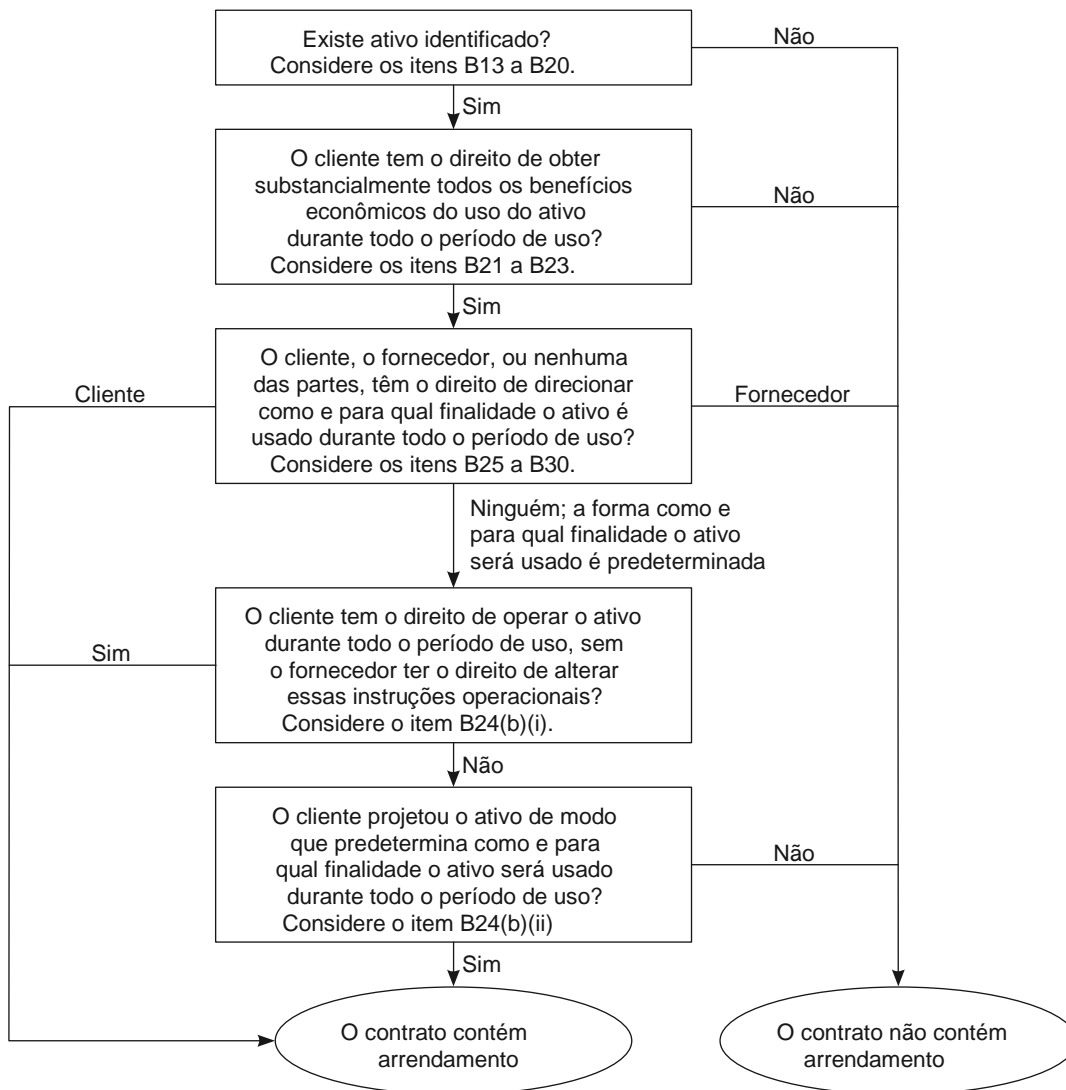 Existe ativo identificado?
Considere os itens B13 a B20.
Não
Sim
O cliente tem o direito de obter
substancialmente todos os benefícios
econômicos do uso do ativo
durante todo o período de uso?
Considere os itens B21 a B23.
Não
Sim
O cliente, o fornecedor, ou nenhuma
das partes, têm o direito de direcionar
como e para qual finalidade o ativo é
usado durante todo o período de uso?
Considere os itens B25 a B30.
Cliente
Fornecedor
Ninguém; a forma como e
para qual finalidade o ativo
será usado é predeterminada
O cliente tem o direito de operar o ativo
durante todo o período de uso, sem
o fornecedor ter o direito de alterar
essas instruções operacionais?
Considere o item B24(b)(i).
Sim
Não
O cliente projetou o ativo de modo
que predetermina como e para
qual finalidade o ativo será usado
durante todo o período de uso?
Considere o item B24(b)(ii)
Não
Sim
O contrato contém
arrendamento
O contrato não contém
arrendamento